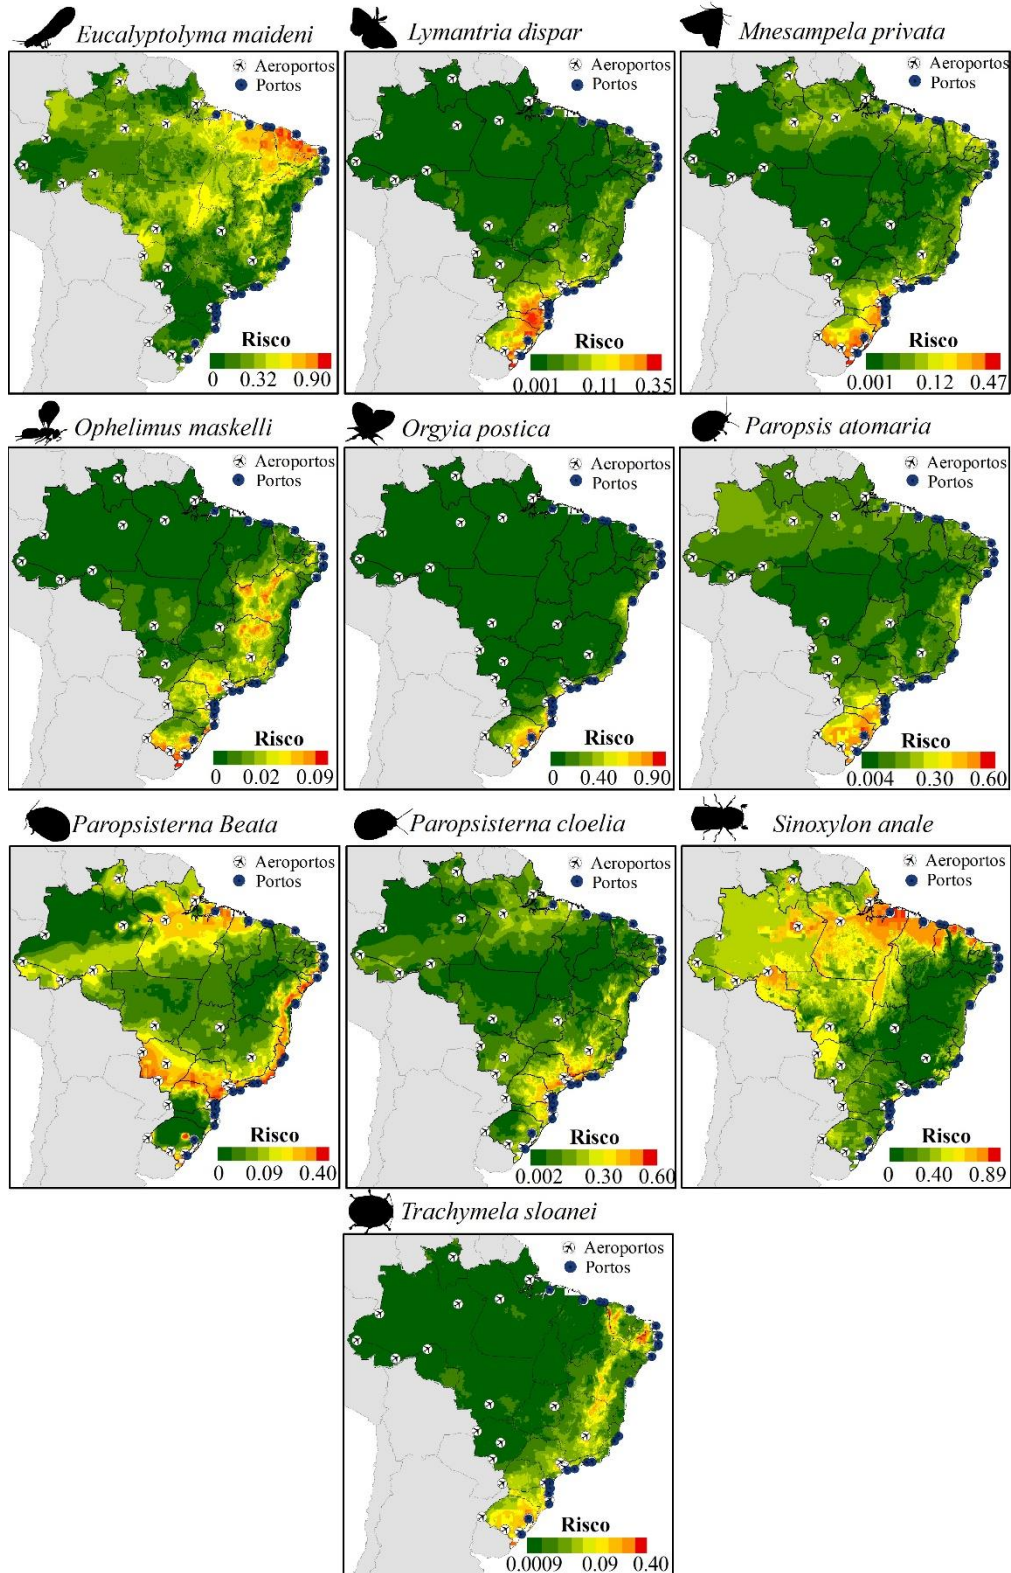 Eucalyptolyma maideni
Aeroportos
Portos
Risco
0 0.32 0.90
Lymantria dispar
Aeroportos
Portos
Risco
0.001 0.11 0.35
Mnesampela privata
Aeroportos
Portos
Risco
0.001 0.12 0.47
Ophelimus maskelli
Aeroportos
Portos
Risco
0 0.02 0.09
Orgyia postica
Aeroportos
Portos
Risco
0 0.40 0.90
Paropsis atomaria
Aeroportos
Portos
Risco
0.004 0.30 0.60
Paropsisterna Beata
Aeroportos
Portos
Risco
0 0.09 0.40
Paropsisterna cloelia
Aeroportos
Portos
Risco
0.002 0.30 0.60
Sinoxylon anale
Aeroportos
Portos
Risco
0 0.40 0.89
Trachymela sloanei
Aeroportos
Portos
Risco
0.0009 0.09 0.40